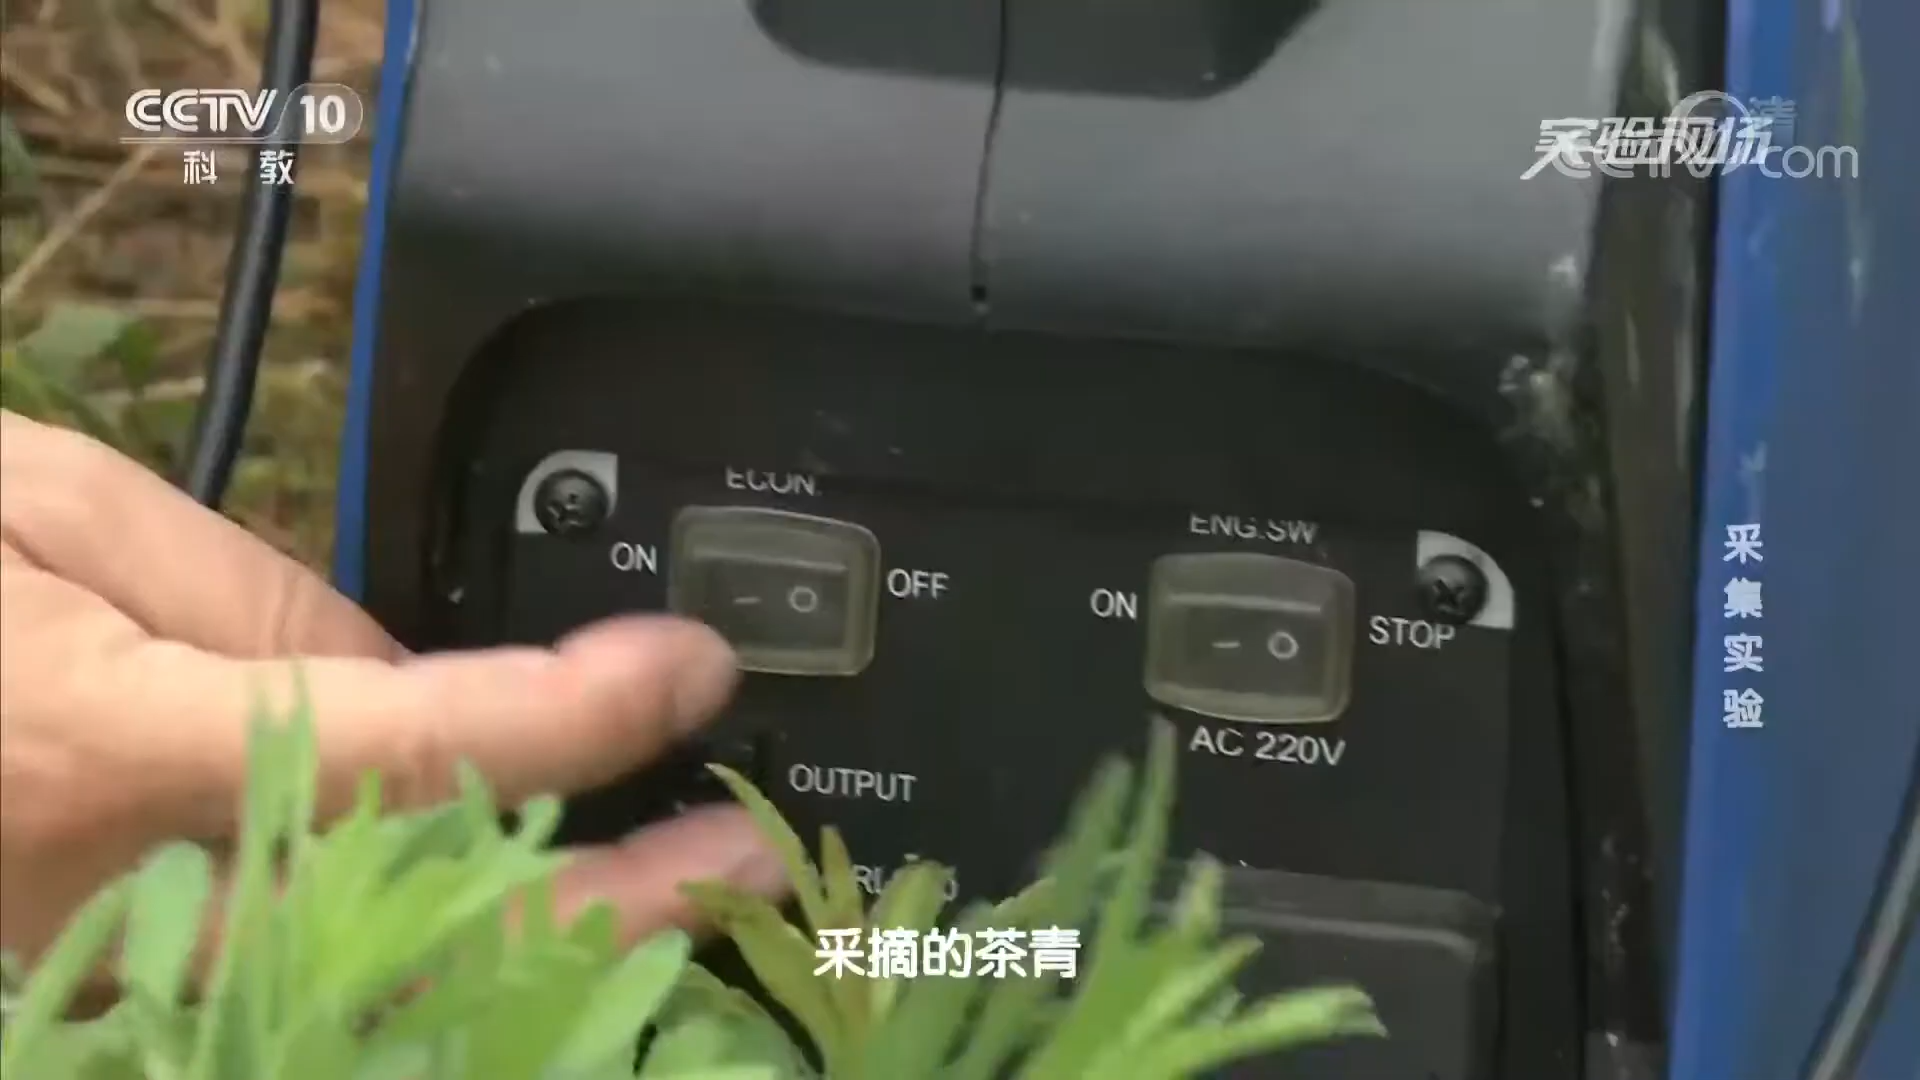 CCTV 10
科教
实验现场
com
ECON.
ON
OFF
ENG.SW
ON
STOP
AC 220V
OUTPUT
采集实验
采摘的茶青